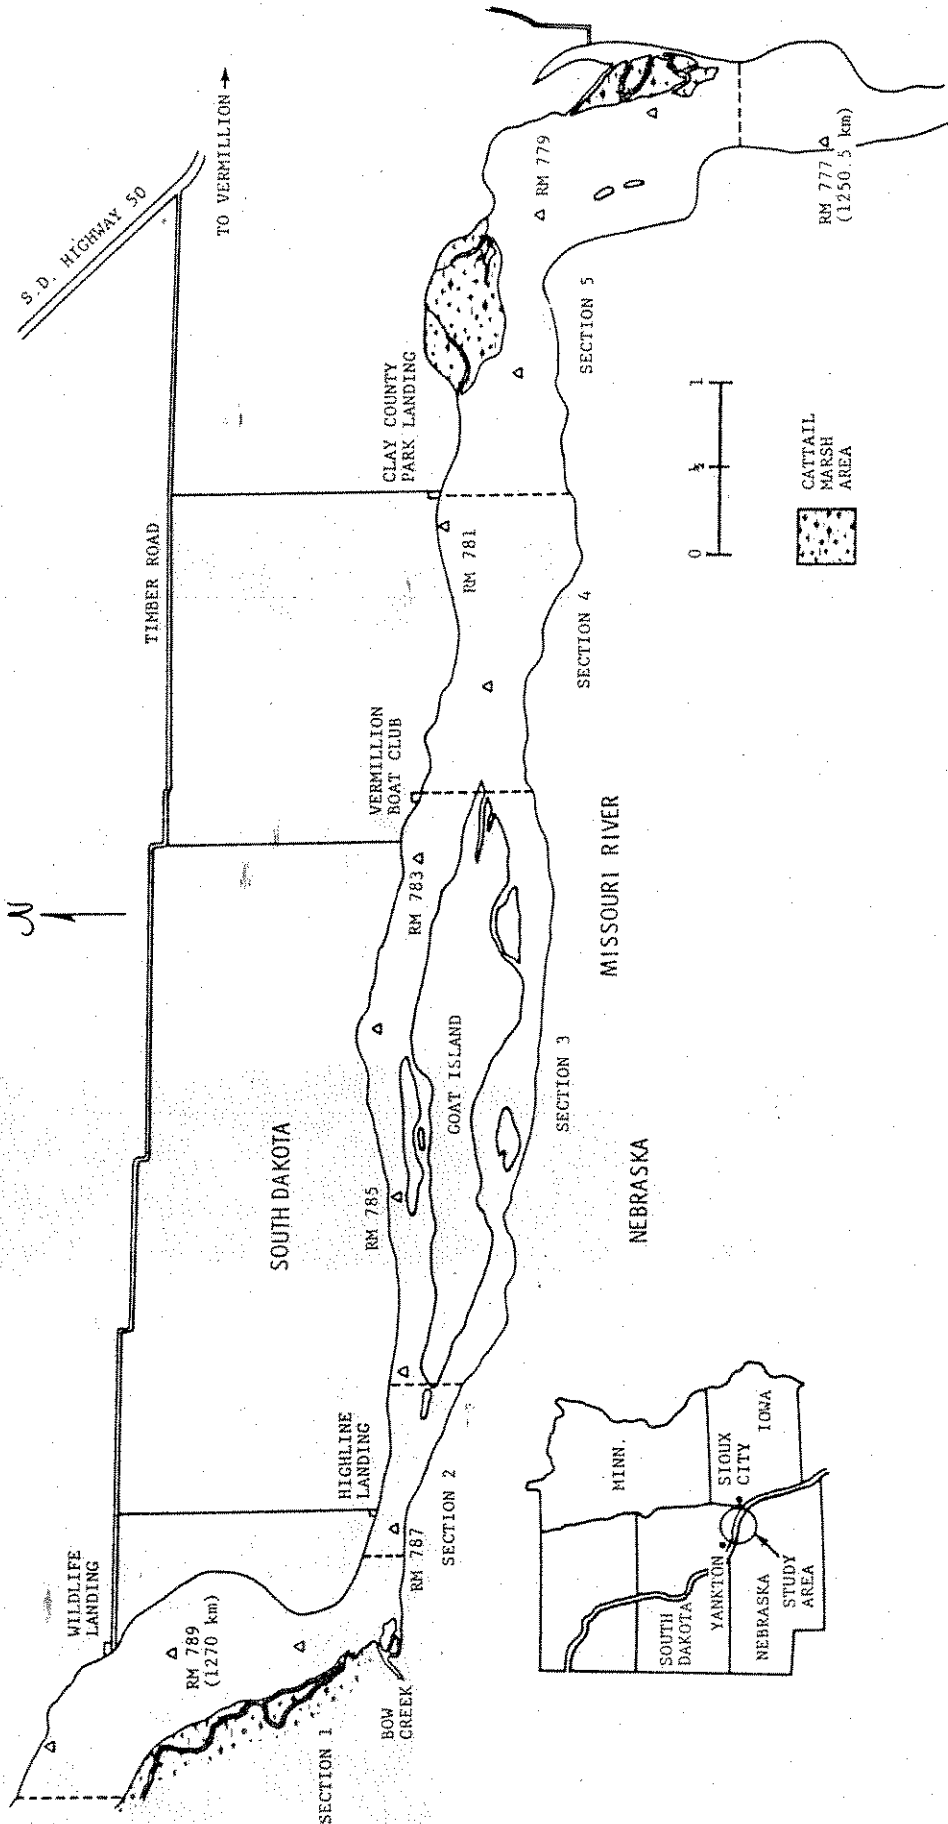 S.D. HIGHWAY 50
TO VERMILLION
TIMBER ROAD
N
WILDLIFE
LANDING
HIGHLINE
LANDING
VERMILLION
BOAT CLUB
CLAY COUNTY
PARK LANDING
SOUTH DAKOTA
RM 789
(1270 km)
RM 787
RM 785
RM 783
RM 781
RM 779
RM 777
(1250.5 km)
GOAT ISLAND
BOW
CREEK
SECTION 1
SECTION 2
SECTION 3
SECTION 4
SECTION 5
MISSOURI RIVER
NEBRASKA
0 ½ 1
CATTAIL
MARSH
AREA
MINN.
SOUTH
DAKOTA
YANKTON
SIOUX
CITY
IOWA
NEBRASKA
STUDY
AREA